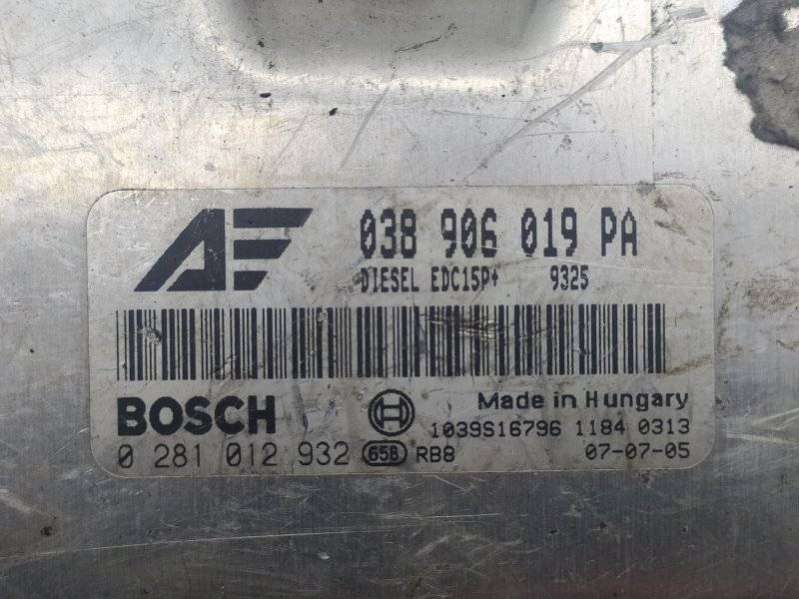 AF 038 906 019 PA
DIESEL EDC15P+ 9325
BOSCH Made in Hungary
1039S16796 1184 0313
0 281 012 932 65B RB8 07-07-05